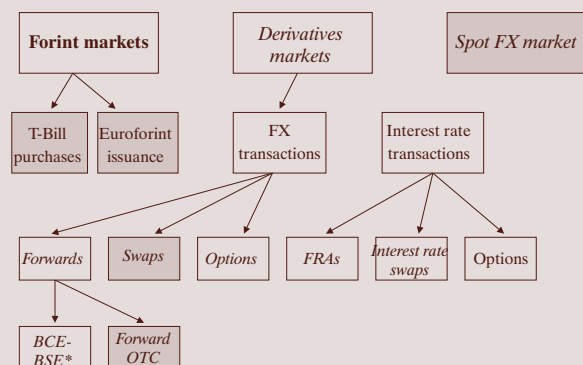 Forint markets
Derivatives
markets
Spot FX market
T-Bill
purchases
Euroforint
issuance
FX
transactions
Interest rate
transactions
Forwards
Swaps
Options
FRAs
Interest rate
swaps
Options
BCE-
BSE*
Forward
OTC